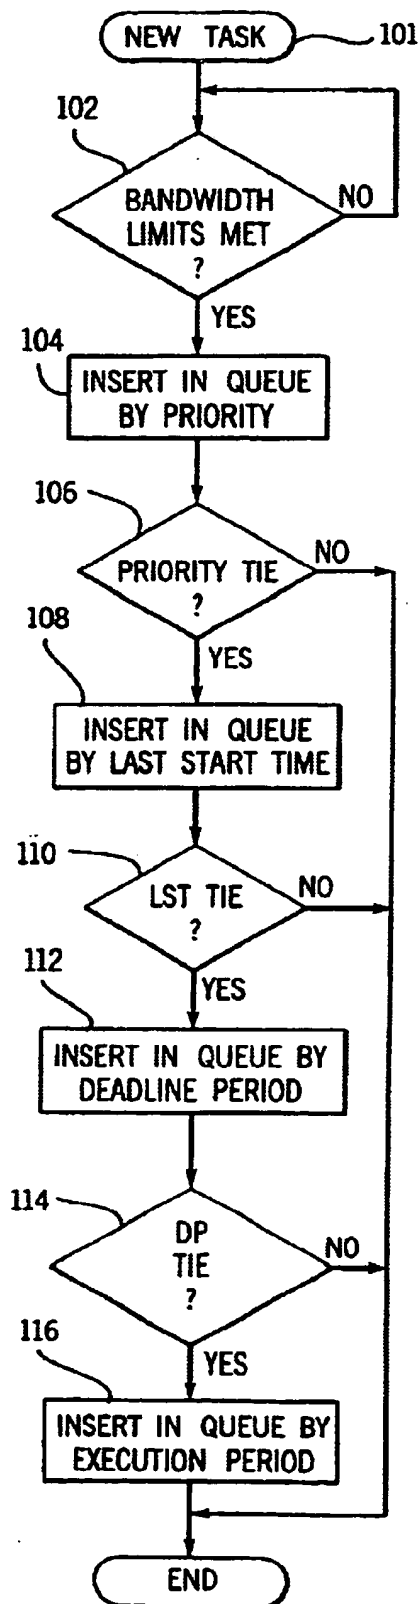 NEW TASK
101
102
BANDWIDTH
LIMITS MET
?
NO
YES
104
INSERT IN QUEUE
BY PRIORITY
106
PRIORITY TIE
?
NO
YES
108
INSERT IN QUEUE
BY LAST START TIME
110
LST TIE
?
NO
YES
112
INSERT IN QUEUE BY
DEADLINE PERIOD
114
DP
TIE
?
NO
YES
116
INSERT IN QUEUE BY
EXECUTION PERIOD
END